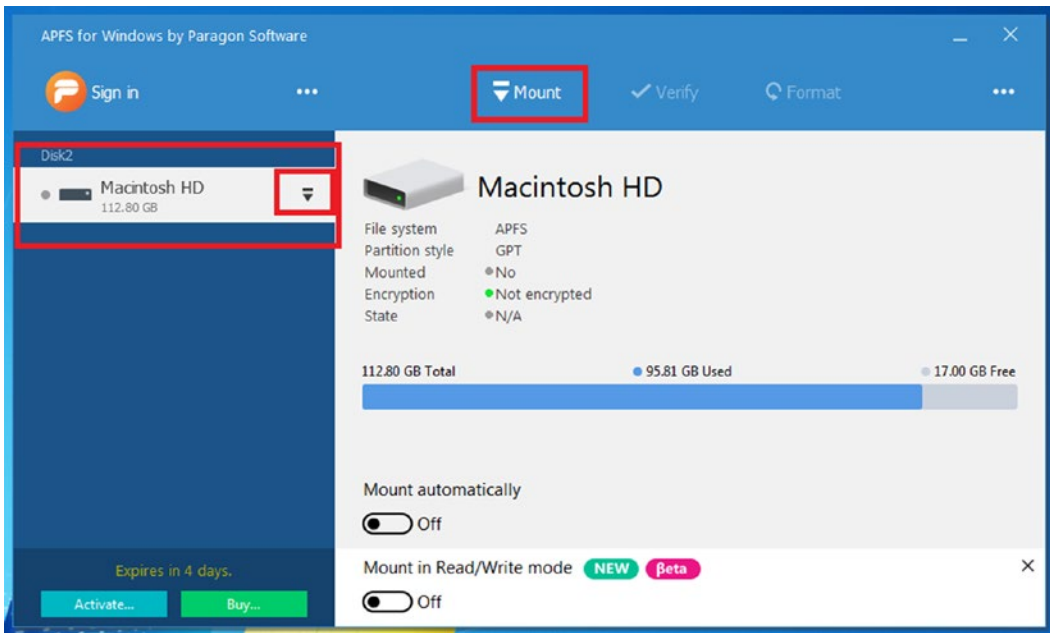 APFS for Windows by Paragon Software
Sign in
Mount
Verify
Format
Disk2
Macintosh HD
112.80 GB
Macintosh HD
File system APFS
Partition style GPT
Mounted No
Encryption Not encrypted
State N/A
112.80 GB Total 95.81 GB Used 17.00 GB Free
Mount automatically
Off
Mount in Read/Write mode NEW βeta
Off
Expires in 4 days.
Activate... Buy...